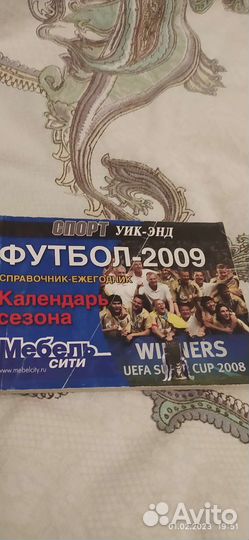 СПОРТ УИК-ЭНД
ФУТБОЛ-2009
СПРАВОЧНИК-ЕЖЕГОДНИК
Календарь
сезона
Мебель
СИТИ
www.mebelcity.ru
WINNERS
UEFA SU CUP 2008
Avito
01.02.2023 19:51